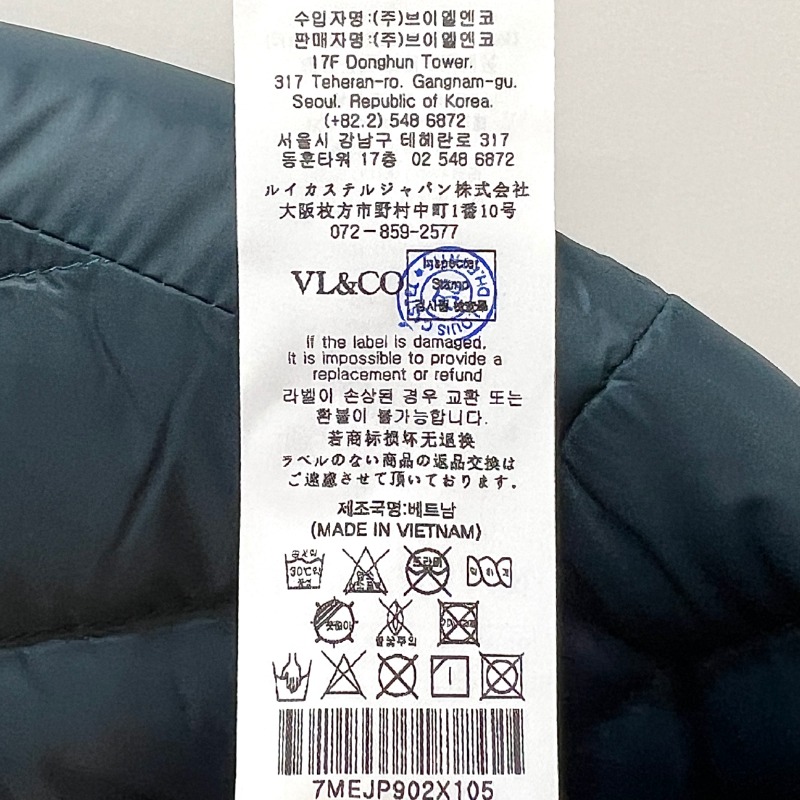 수입자명:(주)브이엘엔코
판매자명:(주)브이엘엔코
17F Donghun Tower.
317 Teheran-ro. Gangnam-gu.
Seoul. Republic of Korea.
(+82.2) 548 6872
서울시 강남구 테헤란로 317
동훈타워 17층 02 548 6872
ルイカステルジャパン株式会社
大阪枚方市野村中町1番10号
072-859-2577
VL&CO
Inspectal
Stamp
검사필
If the label is damaged,
it is impossible to provide a
replacement or refund
라벨이 손상된 경우 교환 또는
환불이 불가능합니다.
若商标损坏无退换
ラベルのない商品の返品交換は
ご遠慮させて頂いております。
제조국명:베트남
(MADE IN VIETNAM)
30℃
드라이
7MEJP902X105